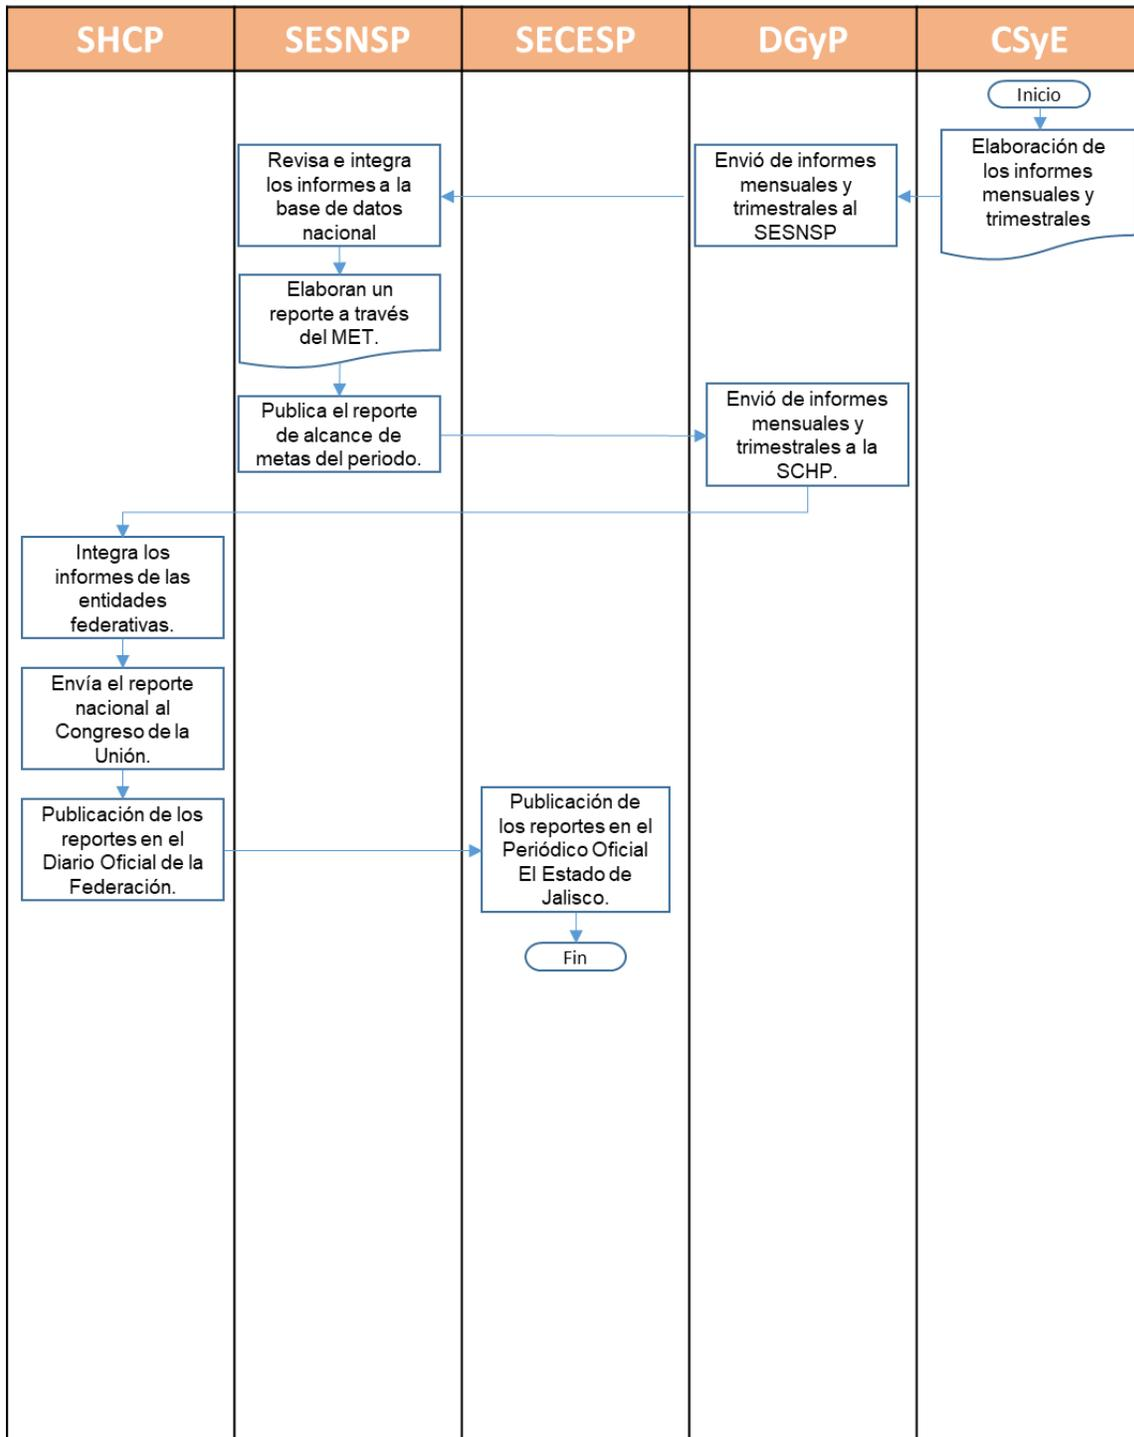 SHCP
SESNSP
SECESP
DGyP
CSyE
Inicio
Elaboración de
los informes
mensuales y
trimestrales
Envió de informes
mensuales y
trimestrales al
SESNSP
Revisa e integra
los informes a la
base de datos
nacional
Elaboran un
reporte a través
del MET.
Publica el reporte
de alcance de
metas del periodo.
Envió de informes
mensuales y
trimestrales a la
SCHP.
Integra los
informes de las
entidades
federativas.
Envía el reporte
nacional al
Congreso de la
Unión.
Publicación de los
reportes en el
Diario Oficial de la
Federación.
Publicación de
los reportes en el
Periódico Oficial
El Estado de
Jalisco.
Fin